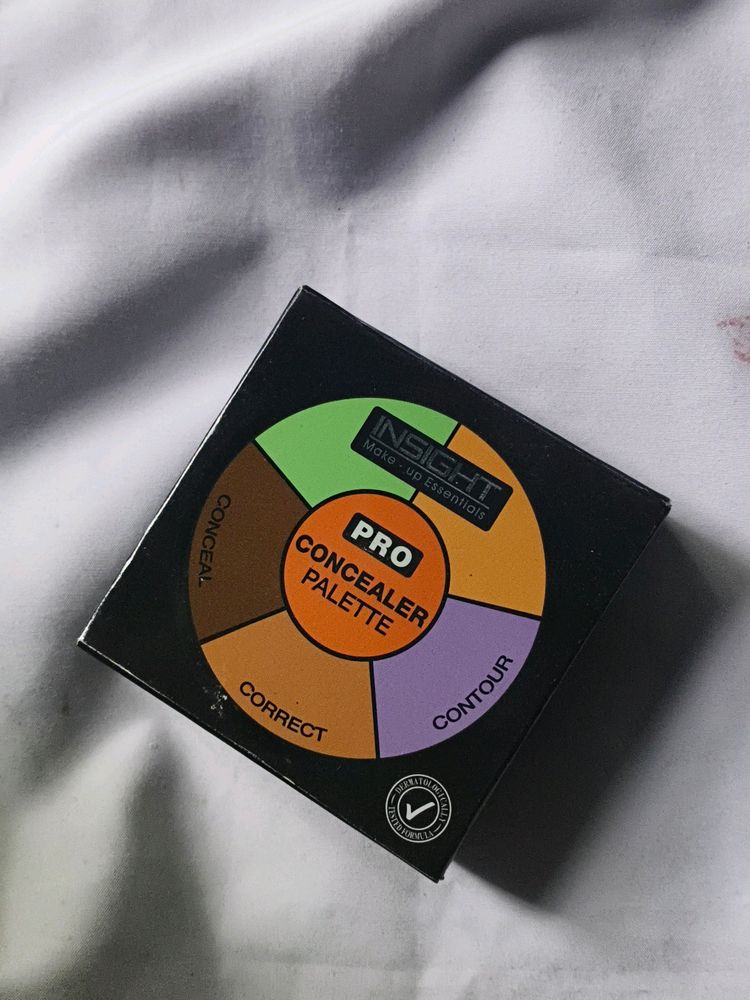 INSIGHT
Make-up Essentials
PRO
CONCEALER
PALETTE
CONCEAL
CORRECT
CONTOUR
DERMATOLOGICALLY
TESTED FORMULA